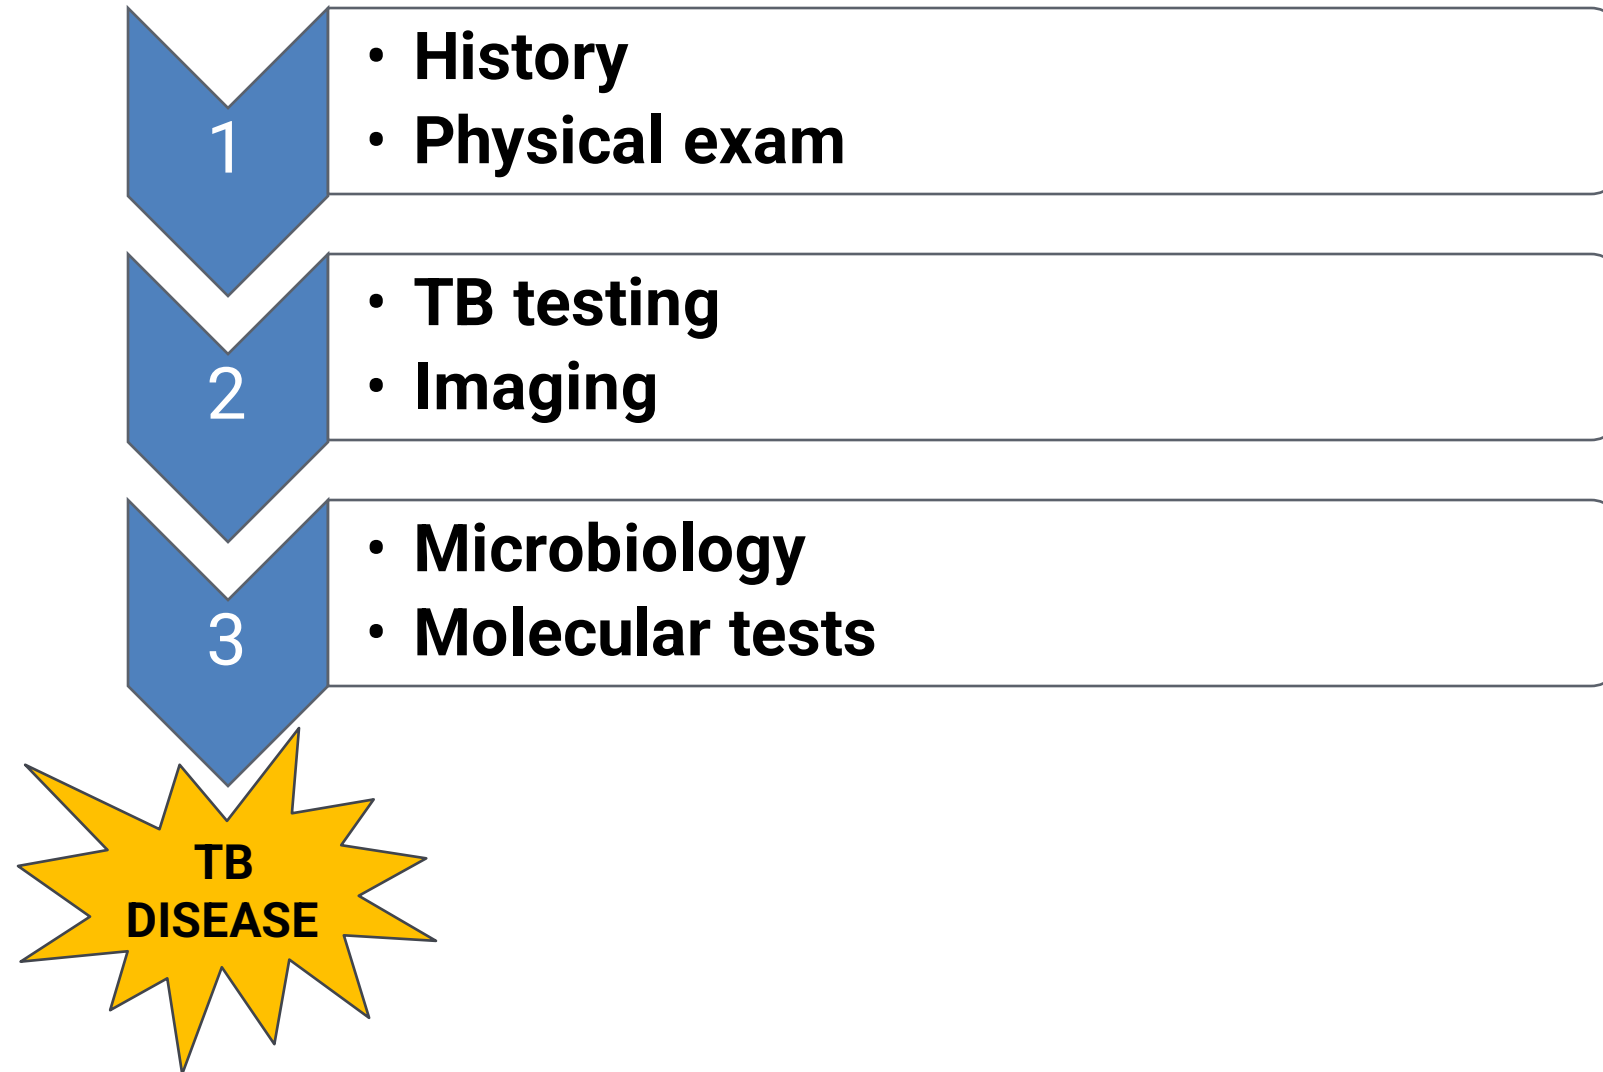 1
• History
• Physical exam
2
• TB testing
• Imaging
3
• Microbiology
• Molecular tests
TB
DISEASE